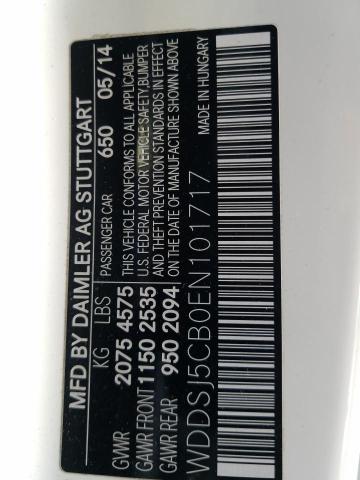 MFD BY DAIMLER AG STUTTGART
KG LBS PASSENGER CAR 650 05/14
GVWR 2075 4575
GAWR FRONT 1150 2535
GAWR REAR 950 2094
THIS VEHICLE CONFORMS TO ALL APPLICABLE
U.S. FEDERAL MOTOR VEHICLE SAFETY,BUMPER
AND THEFT PREVENTION STANDARDS IN EFFECT
ON THE DATE OF MANUFACTURE SHOWN ABOVE
WDDSJ5CB0EN101717
MADE IN HUNGARY